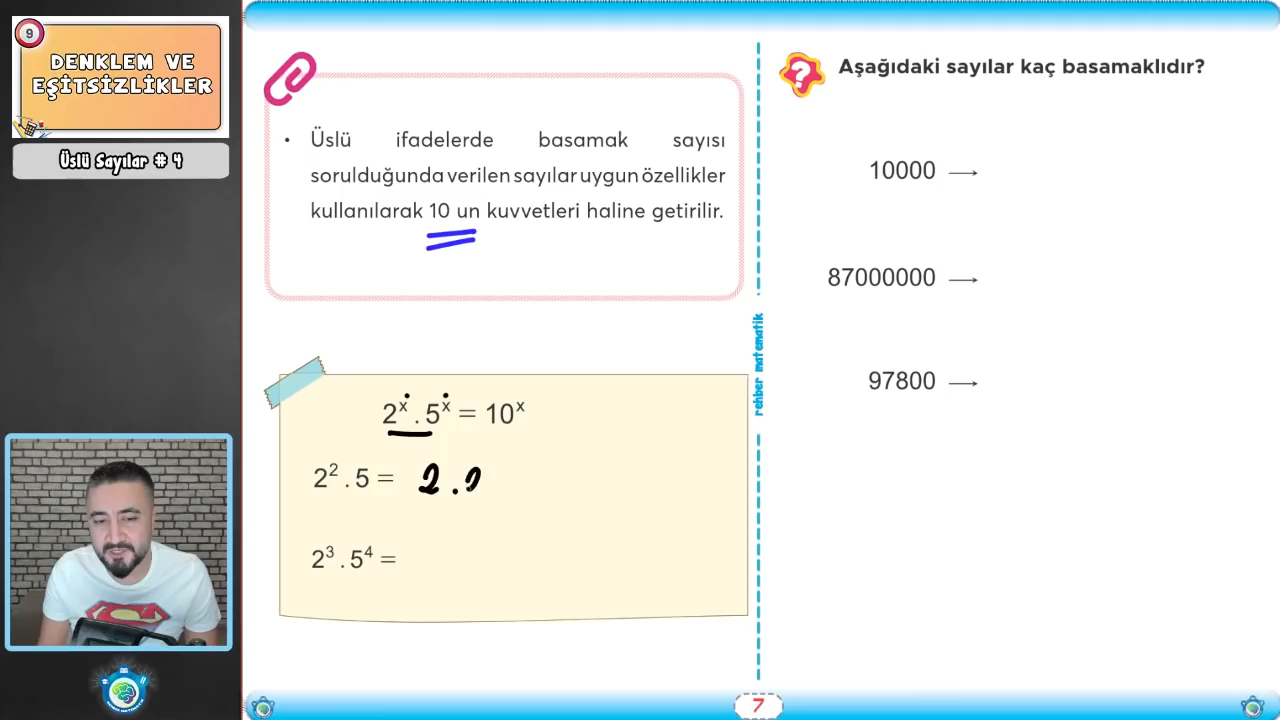 9
DENKLEM VE
EŞİTSİZLİKLER
Üslü Sayılar # 4
• Üslü ifadelerde basamak sayısı
sorulduğunda verilen sayılar uygun özellikler
kullanılarak 10 un kuvvetleri haline getirilir.
2ˣ . 5ˣ = 10ˣ
2² . 5 = 2 . 2
2³ . 5⁴ =
rehber matematik
? Aşağıdaki sayılar kaç basamaklıdır?
10000 →
87000000 →
97800 →
7